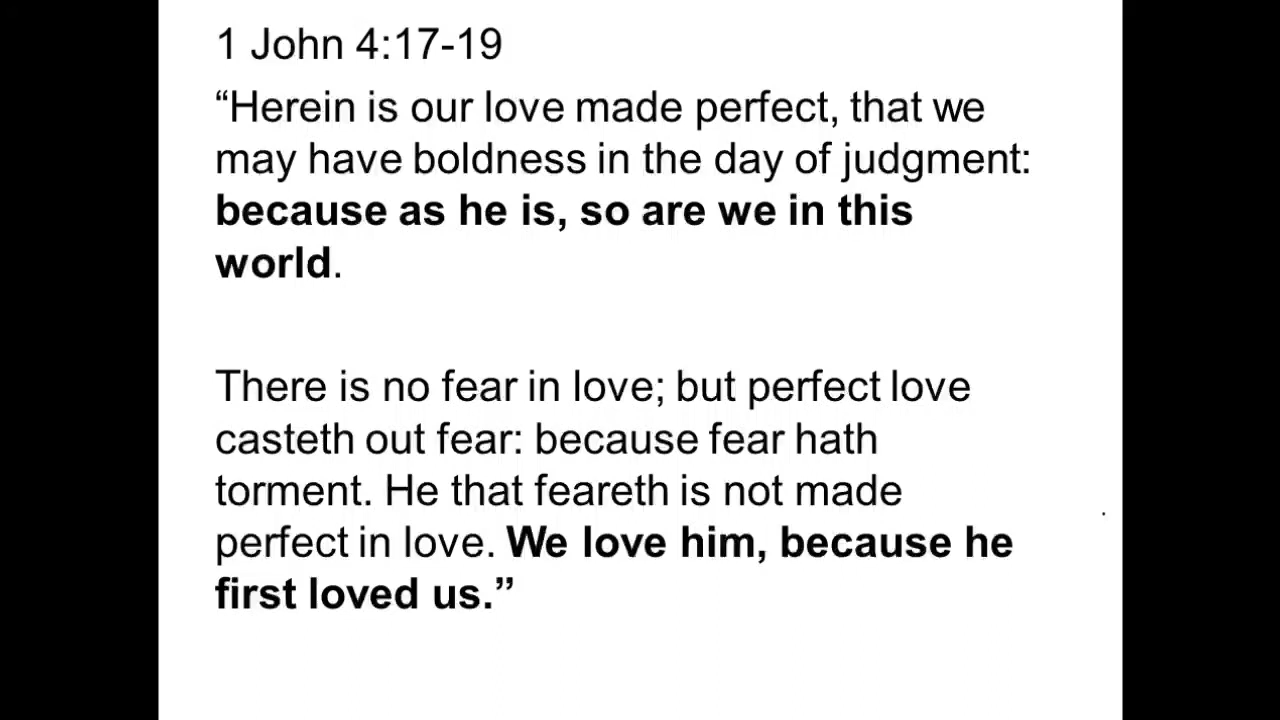 1 John 4:17-19
“Herein is our love made perfect, that we
may have boldness in the day of judgment:
because as he is, so are we in this
world.
There is no fear in love; but perfect love
casteth out fear: because fear hath
torment. He that feareth is not made
perfect in love. We love him, because he
first loved us.”